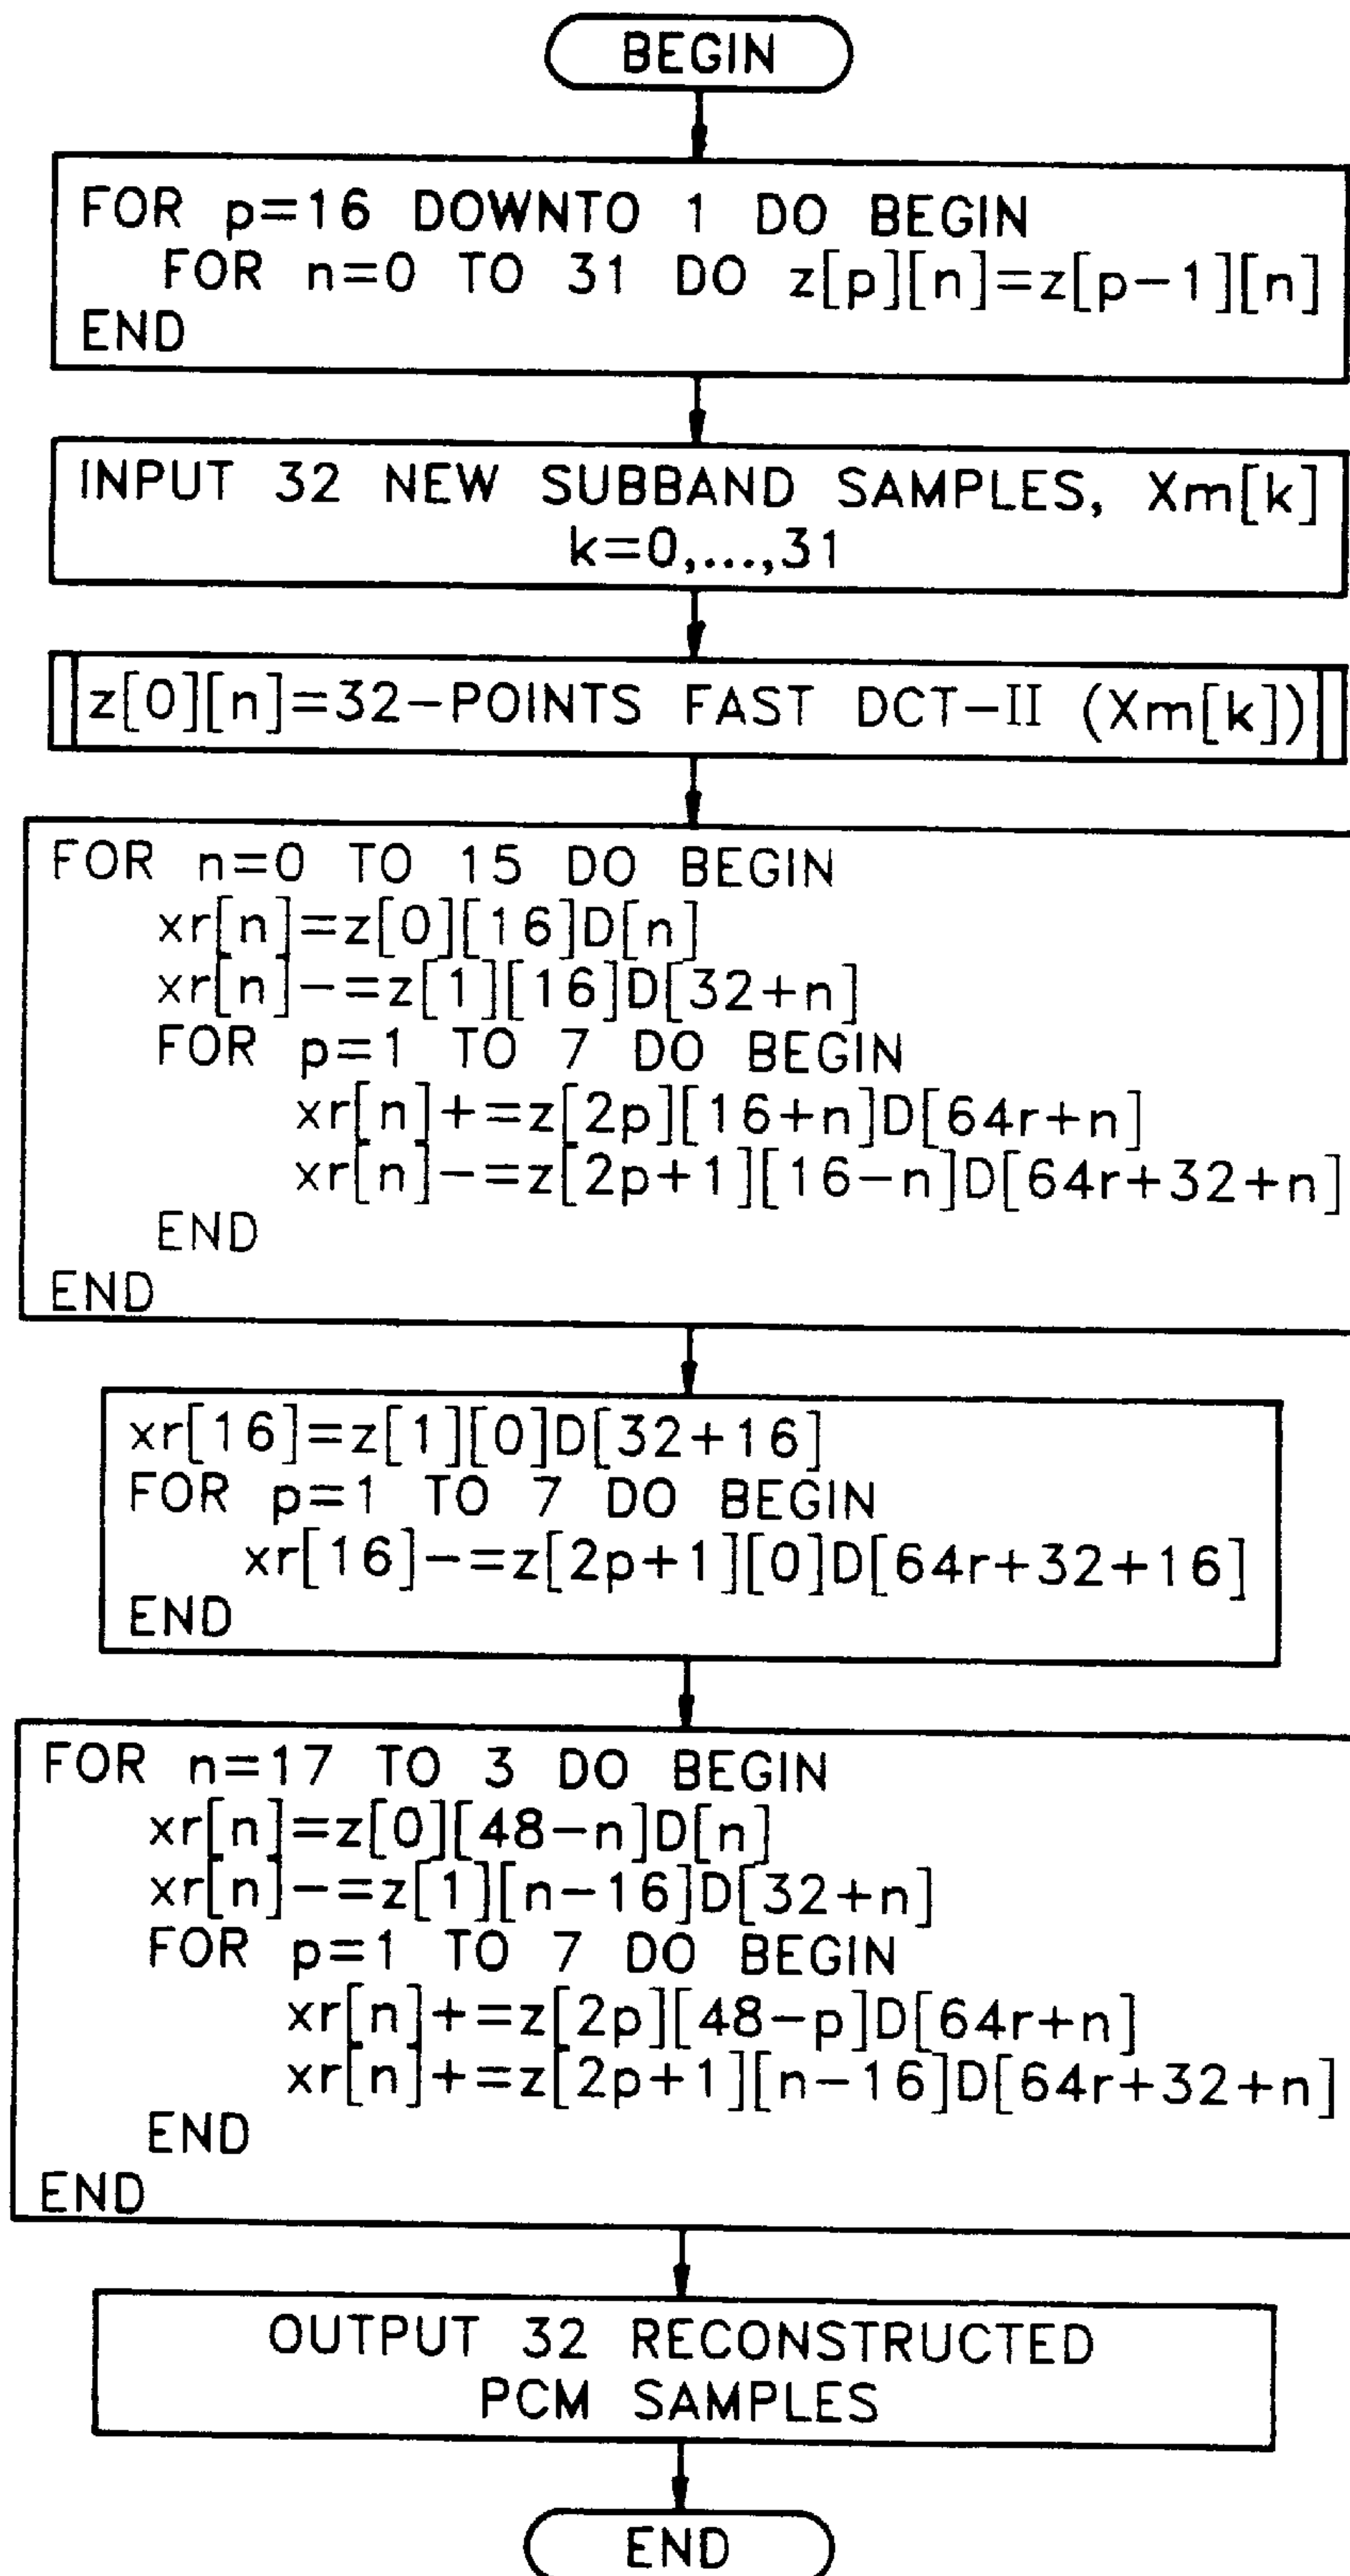 BEGIN
FOR p=16 DOWNTO 1 DO BEGIN
FOR n=0 TO 31 DO z[p][n]=z[p-1][n]
END
INPUT 32 NEW SUBBAND SAMPLES, Xm[k]
k=0,...,31
z[0][n]=32-POINTS FAST DCT-II (Xm[k])
FOR n=0 TO 15 DO BEGIN
xr[n]=z[0][16]D[n]
xr[n]-=z[1][16]D[32+n]
FOR p=1 TO 7 DO BEGIN
xr[n]+=z[2p][16+n]D[64r+n]
xr[n]-=z[2p+1][16-n]D[64r+32+n]
END
END
xr[16]=z[1][0]D[32+16]
FOR p=1 TO 7 DO BEGIN
xr[16]-=z[2p+1][0]D[64r+32+16]
END
FOR n=17 TO 3 DO BEGIN
xr[n]=z[0][48-n]D[n]
xr[n]-=z[1][n-16]D[32+n]
FOR p=1 TO 7 DO BEGIN
xr[n]+=z[2p][48-p]D[64r+n]
xr[n]+=z[2p+1][n-16]D[64r+32+n]
END
END
OUTPUT 32 RECONSTRUCTED
PCM SAMPLES
END